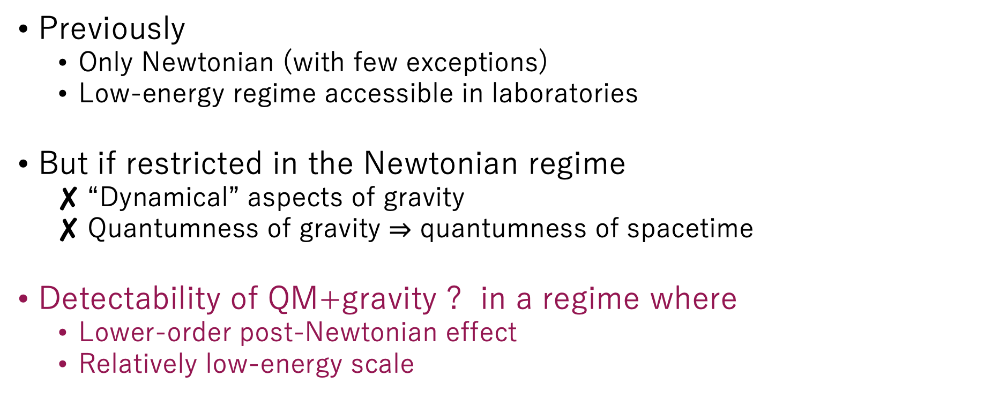 • Previously
• Only Newtonian (with few exceptions)
• Low-energy regime accessible in laboratories
• But if restricted in the Newtonian regime
✘ “Dynamical” aspects of gravity
✘ Quantumness of gravity ⇒ quantumness of spacetime
• Detectability of QM+gravity ? in a regime where
• Lower-order post-Newtonian effect
• Relatively low-energy scale